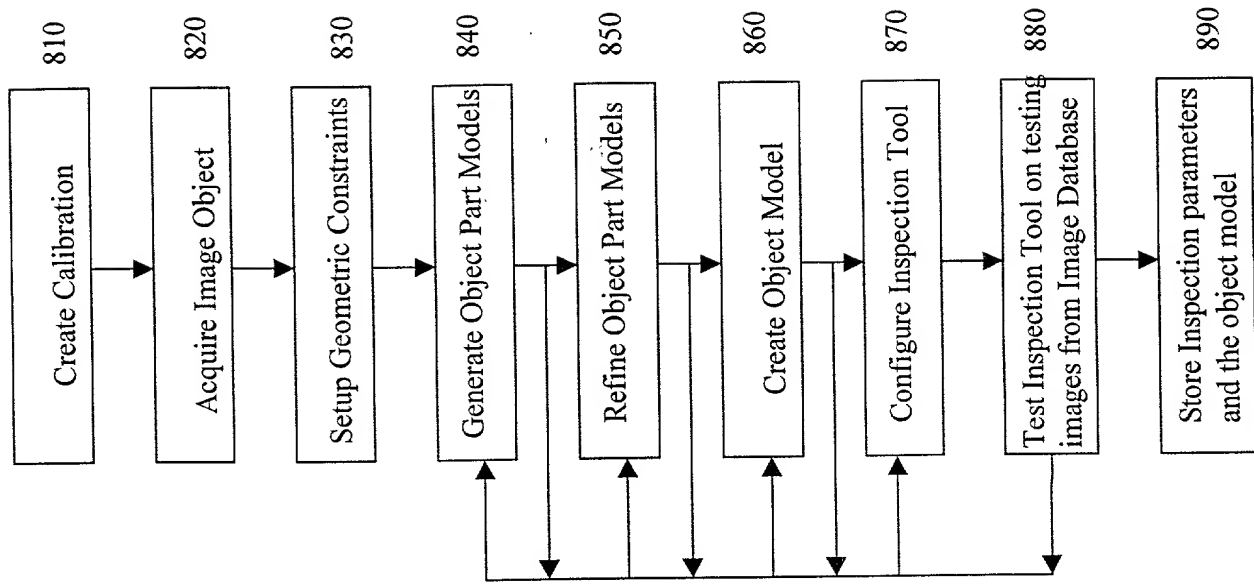 810
Create Calibration
820
Acquire Image Object
830
Setup Geometric Constraints
840
Generate Object Part Models
850
Refine Object Part Models
860
Create Object Model
870
Configure Inspection Tool
880
Test Inspection Tool on testing
images from Image Database
890
Store Inspection parameters
and the object model